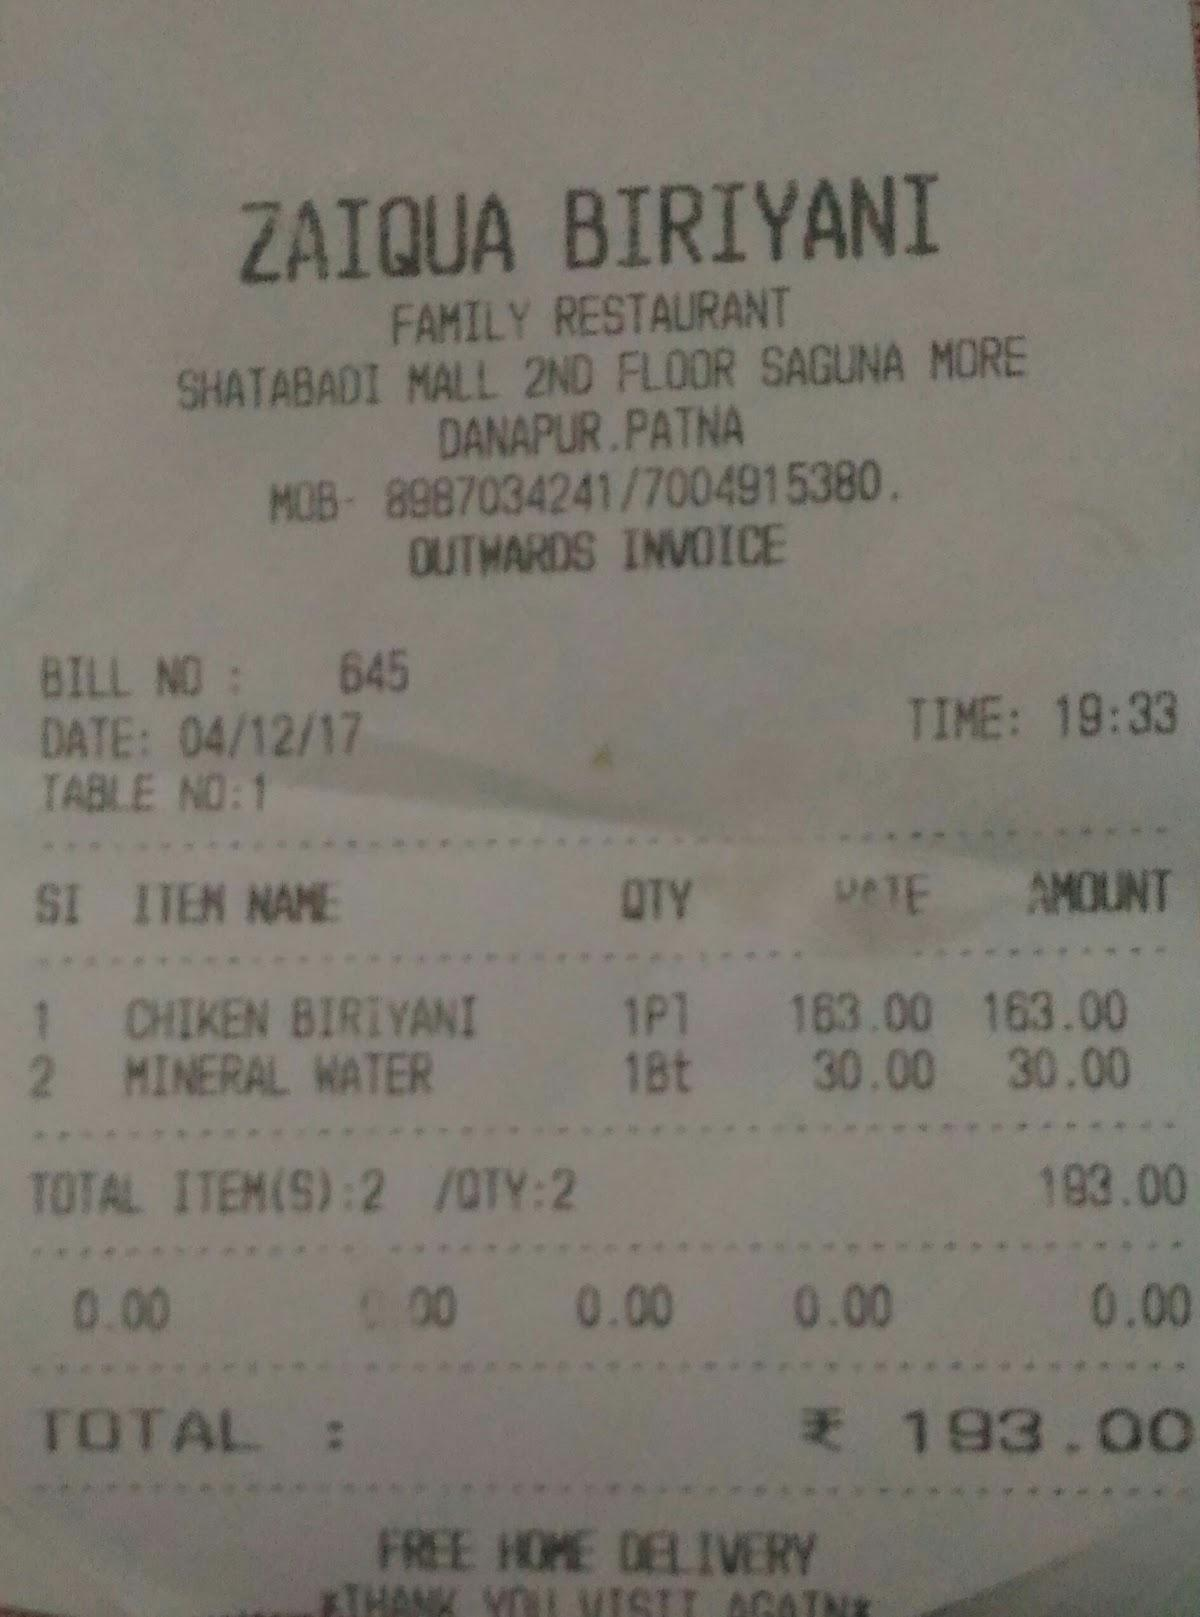 ZAIQUA BIRIYANI
FAMILY RESTAURANT
SHATABADI MALL 2ND FLOOR SAGUNA MORE
DANAPUR.PATNA
MOB- 8987034241/7004915380.
OUTWARDS INVOICE
BILL NO : 645
DATE: 04/12/17 TIME: 19:33
TABLE NO:1
SI ITEM NAME QTY RATE AMOUNT
1 CHIKEN BIRIYANI 1Pl 163.00 163.00
2 MINERAL WATER 1Bt 30.00 30.00
TOTAL ITEM(S):2 /QTY:2 193.00
0.00 0.00 0.00 0.00 0.00
TOTAL : ₹ 193.00
FREE HOME DELIVERY
*THANK YOU VISIT AGAIN*